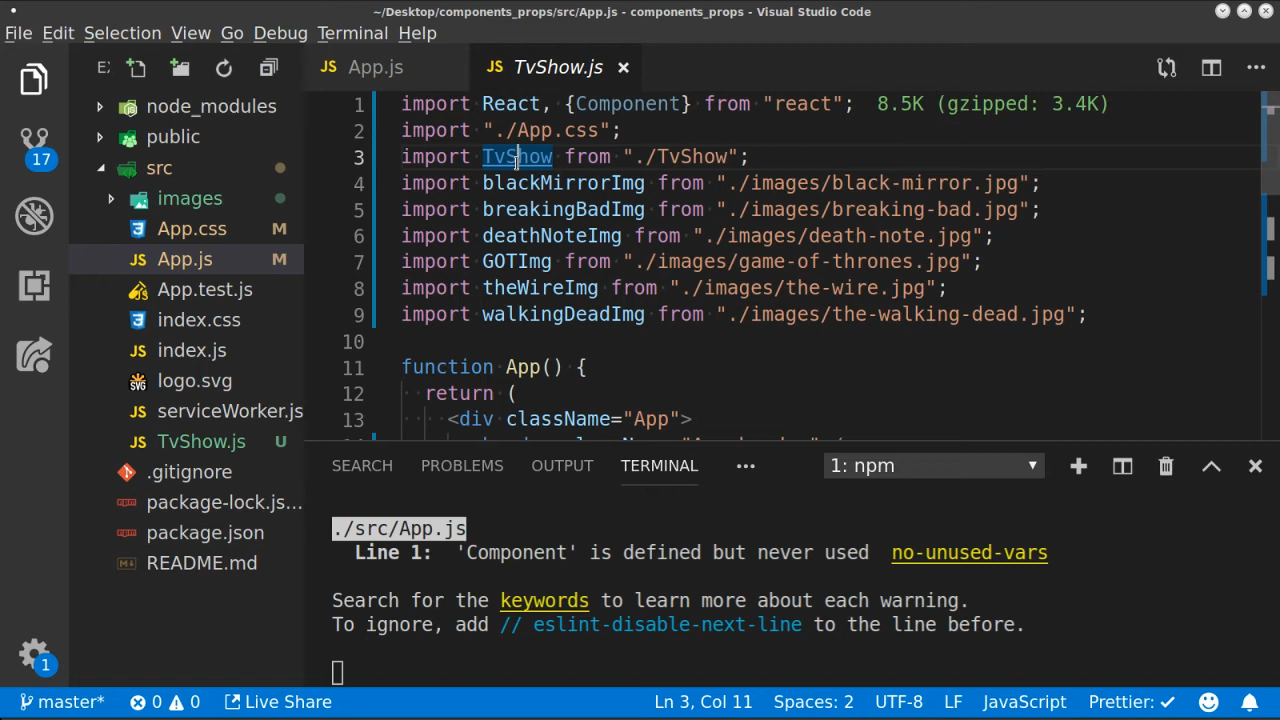 ~/Desktop/components_props/src/App.js - components_props - Visual Studio Code
File Edit Selection View Go Debug Terminal Help
E:
JS App.js
JS TvShow.js
node_modules
public
src
images
App.css M
JS App.js M
App.test.js
index.css
JS index.js
SVG logo.svg
JS serviceWorker.js
JS TvShow.js U
.gitignore
package-lock.js...
package.json
README.md
17
1
1 import React, {Component} from "react"; 8.5K (gzipped: 3.4K)
2 import "./App.css";
3 import TvShow from "./TvShow";
4 import blackMirrorImg from "./images/black-mirror.jpg";
5 import breakingBadImg from "./images/breaking-bad.jpg";
6 import deathNoteImg from "./images/death-note.jpg";
7 import GOTImg from "./images/game-of-thrones.jpg";
8 import theWireImg from "./images/the-wire.jpg";
9 import walkingDeadImg from "./images/the-walking-dead.jpg";
10
11 function App() {
12 return (
13 <div className="App">
SEARCH PROBLEMS OUTPUT TERMINAL 1: npm
./src/App.js
Line 1: 'Component' is defined but never used no-unused-vars
Search for the keywords to learn more about each warning.
To ignore, add // eslint-disable-next-line to the line before.
master* 0 0 Live Share Ln 3, Col 11 Spaces: 2 UTF-8 LF JavaScript Prettier: